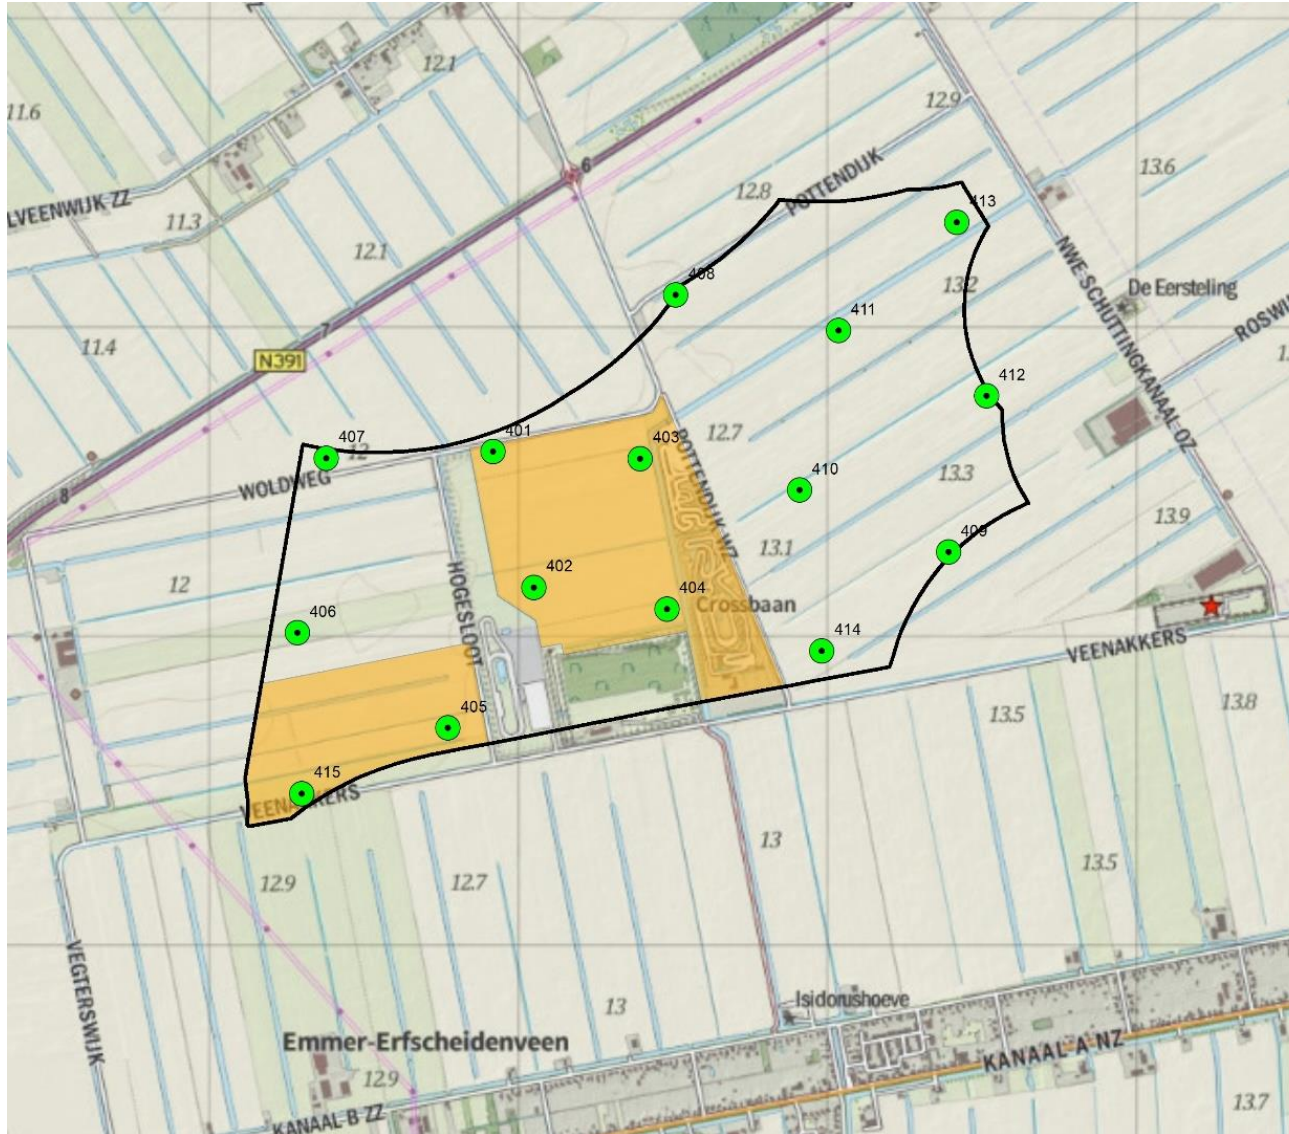 12.1
11.6
6
12.9
13.6
LVEENWIJK ZZ
11.3
12.8
POTTENDIJK
413
12.1
408
13.2
De Eersteling
NWE SCHUTTINGKANAAL OZ
411
7
11.4
N391
412
407
12
401
403
12.7
POTTENDIJK WZ
8
WOLDWEG
410
13.3
13.9
409
13.1
12
402
404
Crossbaan
HOGESLOOT
406
414
VEENAKKERS
405
13.5
13.8
415
VEENAKKERS
13
13.5
12.9
12.7
VEGTERSWIJK
13
Isidorushoeve
Emmer-Erfscheidenveen
KANAAL A NZ
12.9
KANAAL B ZZ
13.7